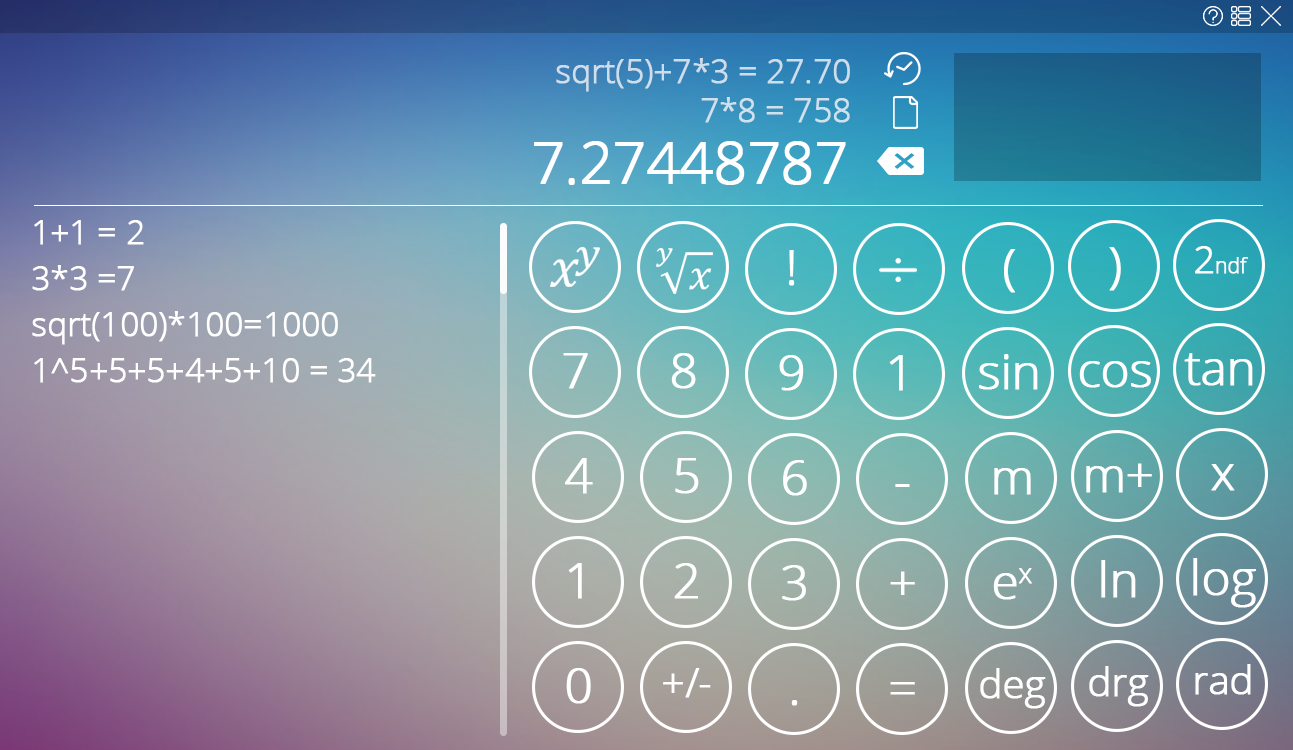 sqrt(5)+7*3 = 27.70
7*8 = 758
7.27448787
1+1 = 2
3*3 =7
sqrt(100)*100=1000
1^5+5+5+4+5+10 = 34
x^y y√x ! ÷ ( ) 2ndf
7 8 9 1 sin cos tan
4 5 6 - m m+ x
1 2 3 + e^x ln log
0 +/- . = deg drg rad